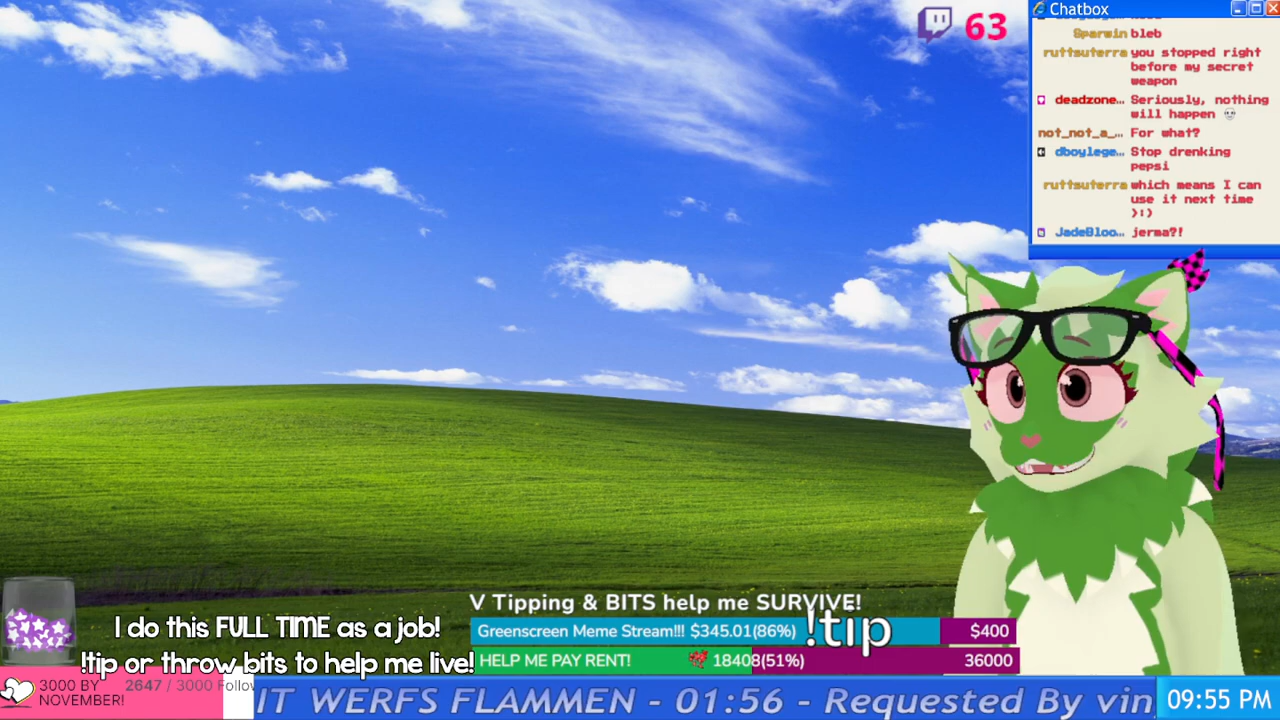 63
Chatbox
Sparwin bleb
ruttsuterra you stopped right
before my secret
weapon
deadzone… Seriously, nothing
will happen
not_not_a_… For what?
dboylege… Stop drenking
pepsi
ruttsuterra which means I can
use it next time
):)
JadeBloo… jerma?!
V Tipping & BITS help me SURVIVE!
Greenscreen Meme Stream!!! $345.01(86%) $400
!tip
HELP ME PAY RENT! 18408(51%) 36000
I do this FULL TIME as a job!
!tip or throw bits to help me live!
3000 BY
NOVEMBER!
2647 / 3000 Follow
IT WERFS FLAMMEN - 01:56 - Requested By vin
09:55 PM